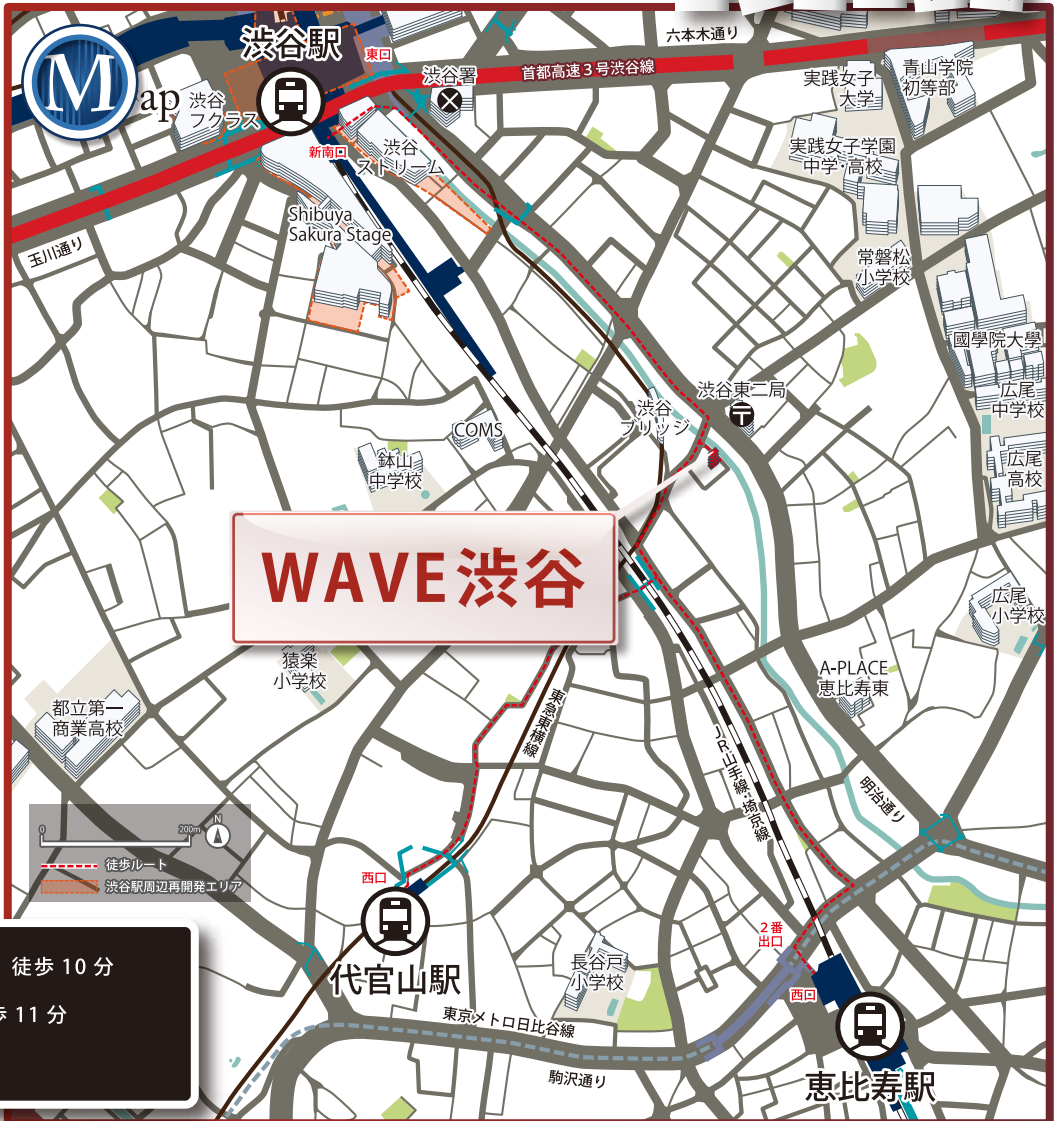 Map
渋谷駅
東口
六本木通り
首都高速3号渋谷線
渋谷署
実践女子
大学
青山学院
初等部
渋谷
フクラス
新南口
渋谷
ストリーム
実践女子学園
中学・高校
Shibuya
Sakura Stage
玉川通り
常磐松
小学校
國學院大學
広尾
中学校
渋谷東二局
渋谷
ブリッジ
COMS
鉢山
中学校
広尾
高校
WAVE渋谷
広尾
小学校
猿楽
小学校
A-PLACE
恵比寿東
都立第一
商業高校
東急東横線
JR山手線・埼京線
明治通り
0
200m
N
徒歩ルート
渋谷駅周辺再開発エリア
西口
2番
出口
代官山駅
長谷戸
小学校
西口
徒歩 10 分
歩 11 分
東京メトロ日比谷線
駒沢通り
恵比寿駅